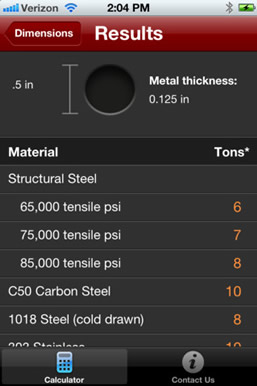 Verizon 2:04 PM
Dimensions Results
.5 in
Metal thickness:
0.125 in
Material Tons*
Structural Steel
65,000 tensile psi 6
75,000 tensile psi 7
85,000 tensile psi 8
C50 Carbon Steel 10
1018 Steel (cold drawn) 8
303 Stainless 10
Calculator Contact Us